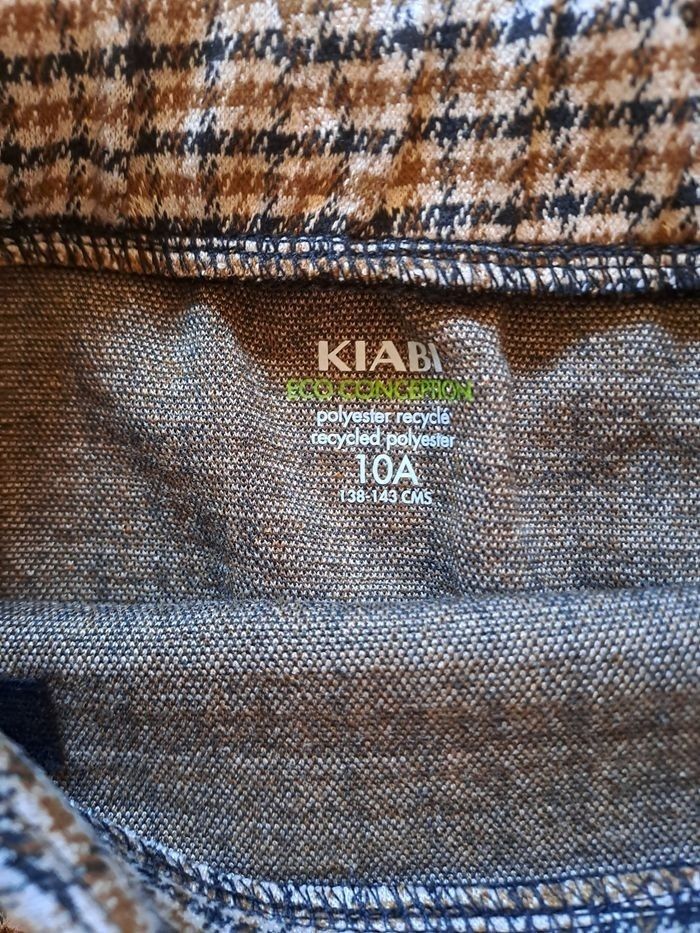 KIABI
ECO-CONCEPTION
polyester recyclé
recycled polyester
10A
138-143 CMS